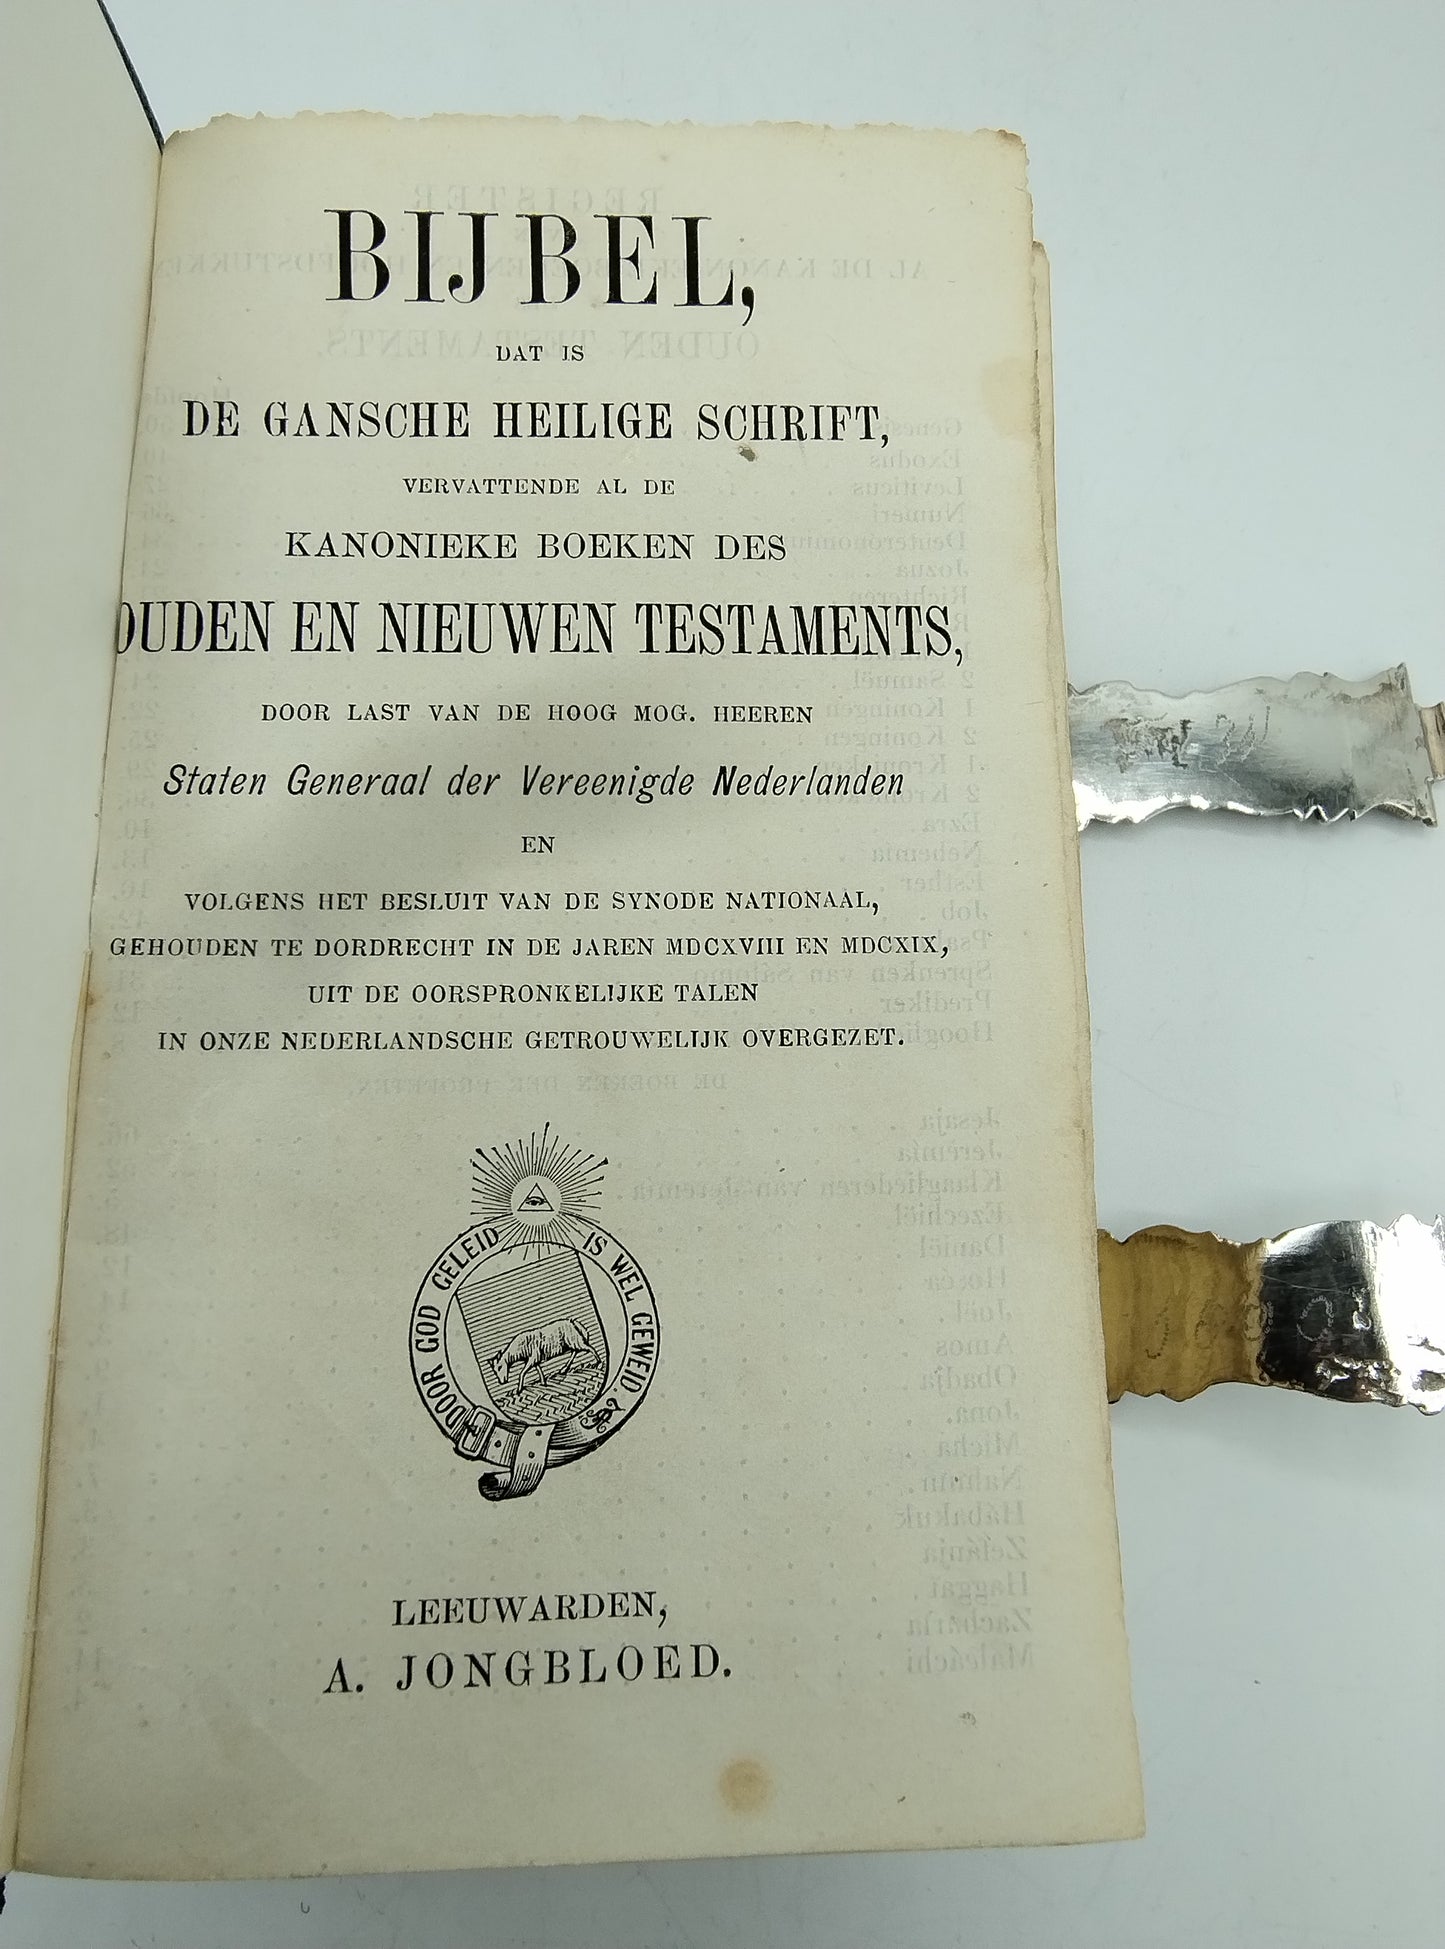 BIJBEL,
DAT IS
DE GANSCHE HEILIGE SCHRIFT,
VERVATTENDE AL DE
KANONIEKE BOEKEN DES
OUDEN EN NIEUWEN TESTAMENTS,
DOOR LAST VAN DE HOOG MOG. HEEREN
Staten Generaal der Vereenigde Nederlanden
EN
VOLGENS HET BESLUIT VAN DE SYNODE NATIONAAL,
GEHOUDEN TE DORDRECHT IN DE JAREN MDCXVIII EN MDCXIX,
UIT DE OORSPRONKELIJKE TALEN
IN ONZE NEDERLANDSCHE GETROUWELIJK OVERGEZET.
DOOR GOD GELEID IS WEL GEWEID.
LEEUWARDEN,
A. JONGBLOED.